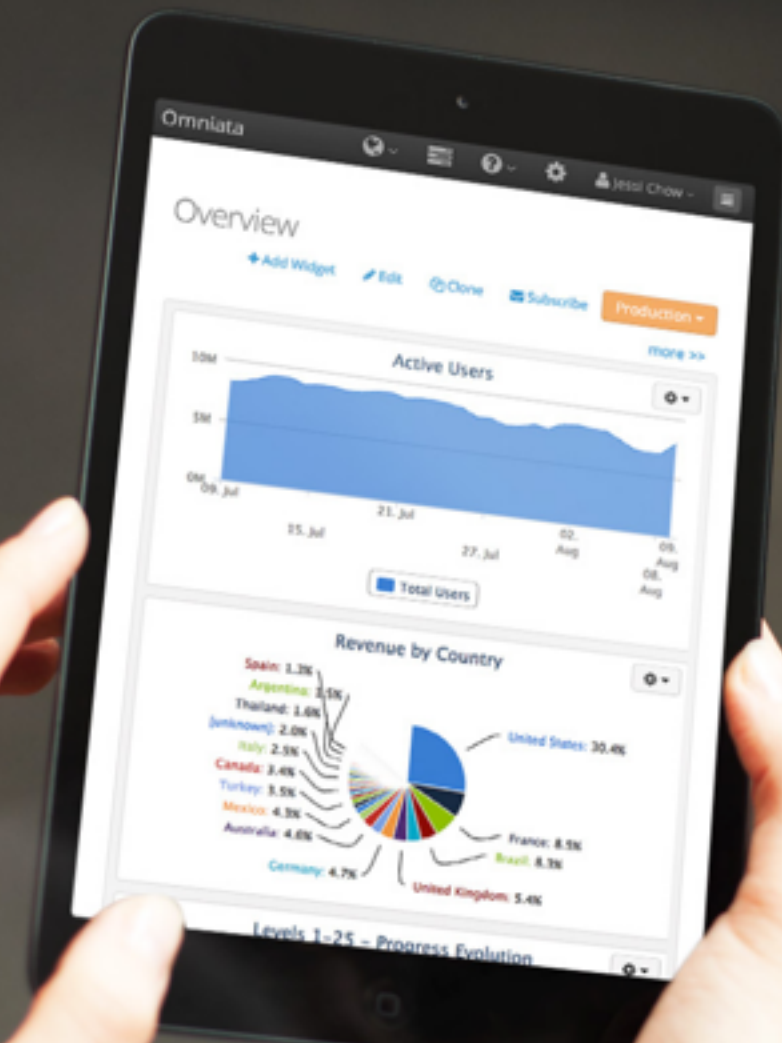 Omniata
Jessi Chow
Overview
Add Widget
Edit
Clone
Subscribe
Production
more >>
Active Users
10M
5M
0M
09. Jul
15. Jul
21. Jul
27. Jul
02. Aug
08. Aug
09. Aug
Total Users
Revenue by Country
Spain: 1.3%
Argentina: 1.5%
Thailand: 1.6%
[unknown]: 2.0%
Italy: 2.5%
Canada: 3.4%
Turkey: 3.5%
Mexico: 4.3%
Australia: 4.6%
Germany: 4.7%
United Kingdom: 5.4%
Brazil: 8.3%
France: 8.5%
United States: 30.4%
Levels 1-25 - Progress Evolution